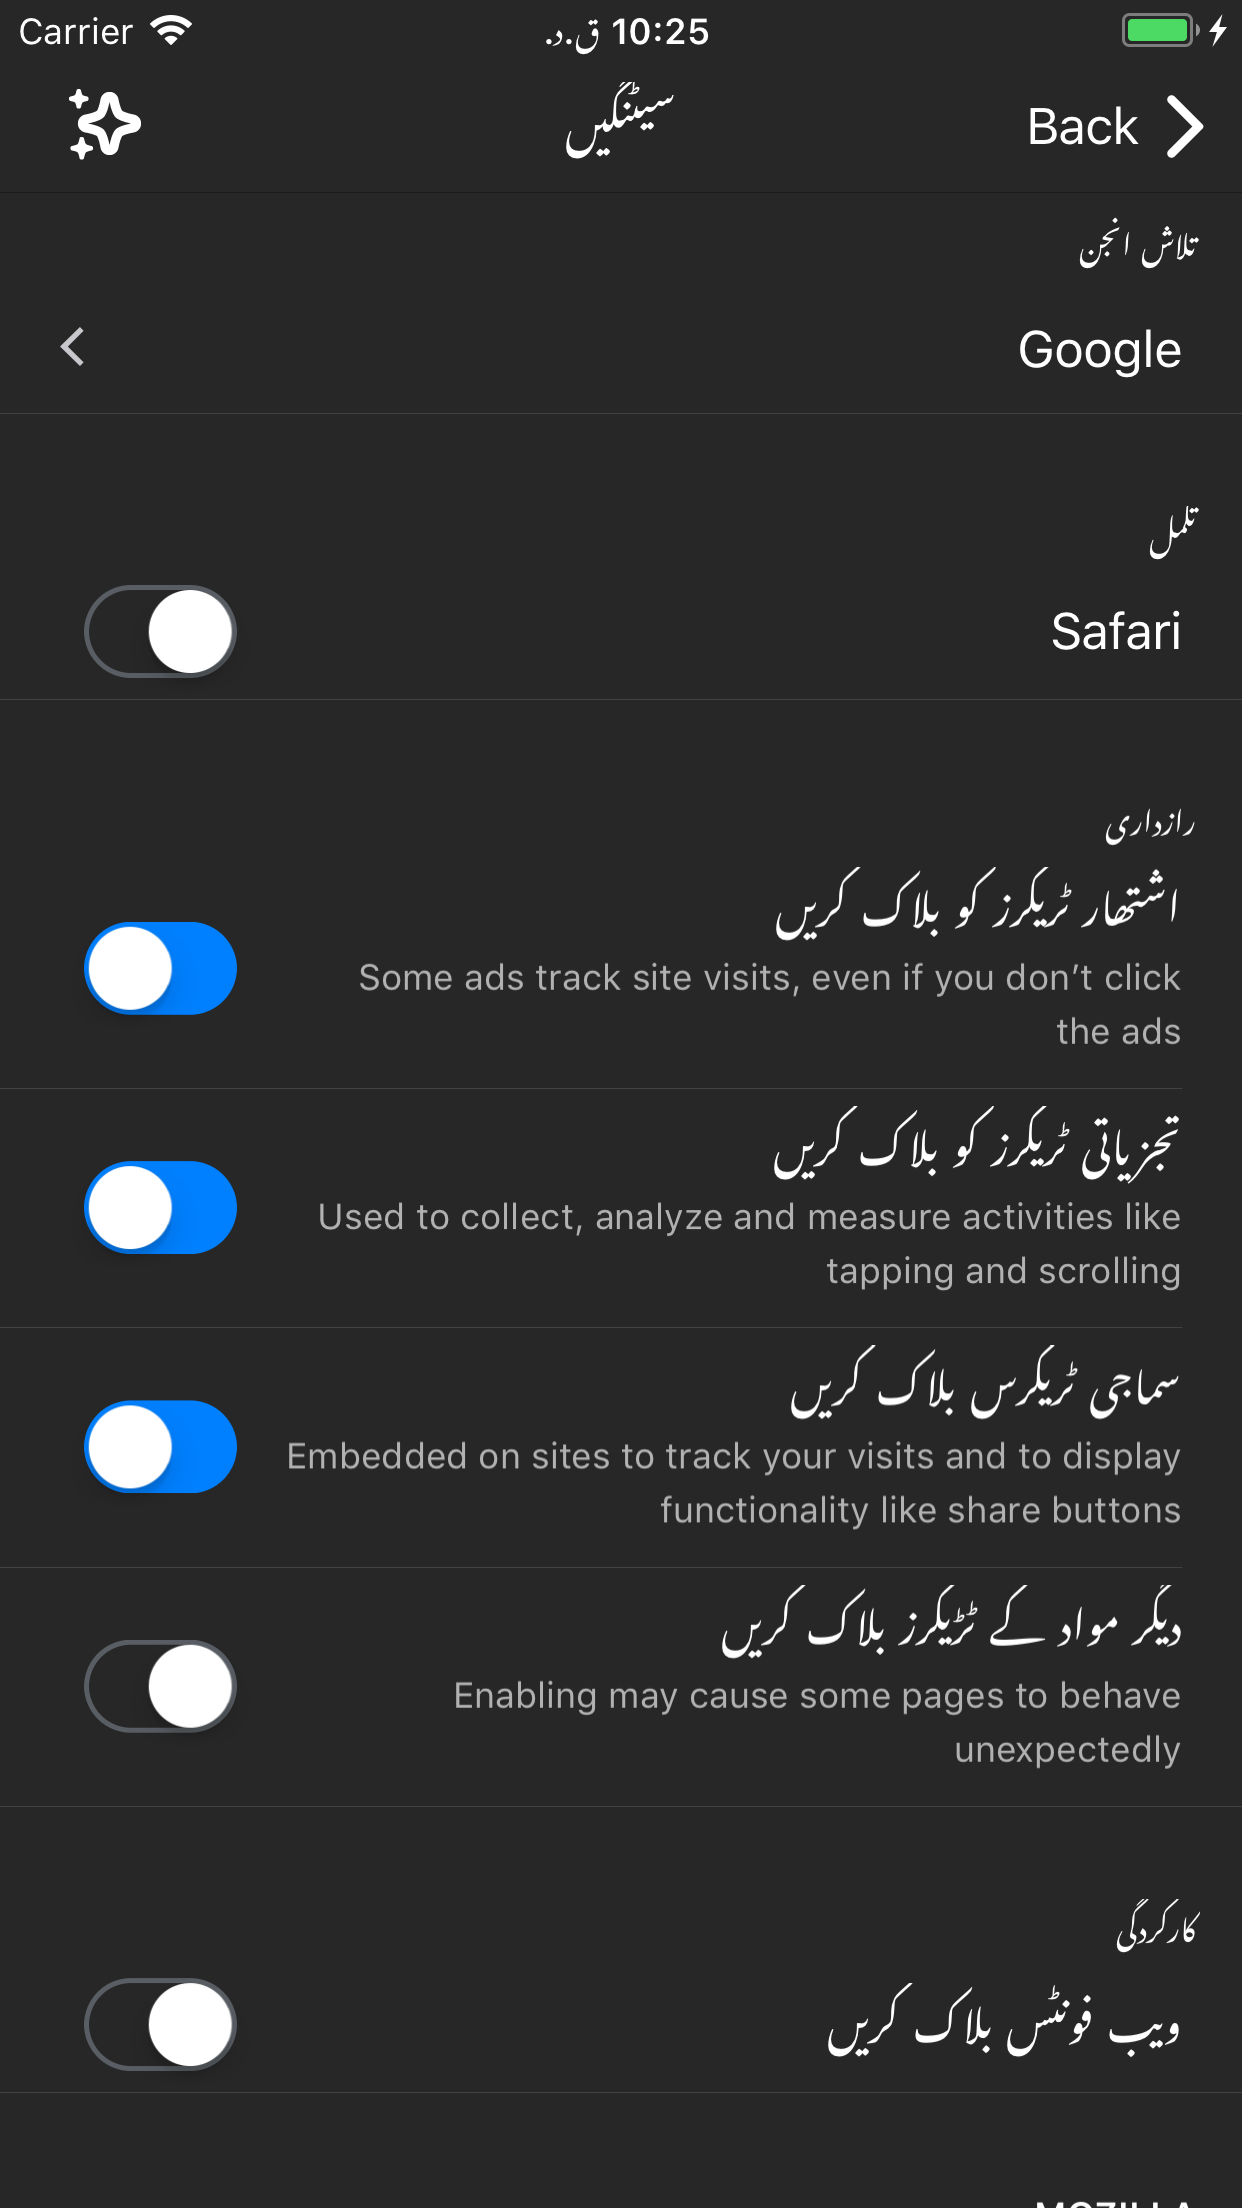 Carrier
10:25 ق.د.
سیٹنگیں
Back
تلاش انجن
Google
تکمل
Safari
رازداری
اشتھار ٹریکرز کو بلاک کریں
Some ads track site visits, even if you don’t click
the ads
تجزیاتی ٹریکرز کو بلاک کریں
Used to collect, analyze and measure activities like
tapping and scrolling
سماجی ٹریکرس بلاک کریں
Embedded on sites to track your visits and to display
functionality like share buttons
دیگر مواد کے ٹڑیکرز بلاک کریں
Enabling may cause some pages to behave
unexpectedly
کارکردگی
ویب فونٹس بلاک کریں
MOZILLA